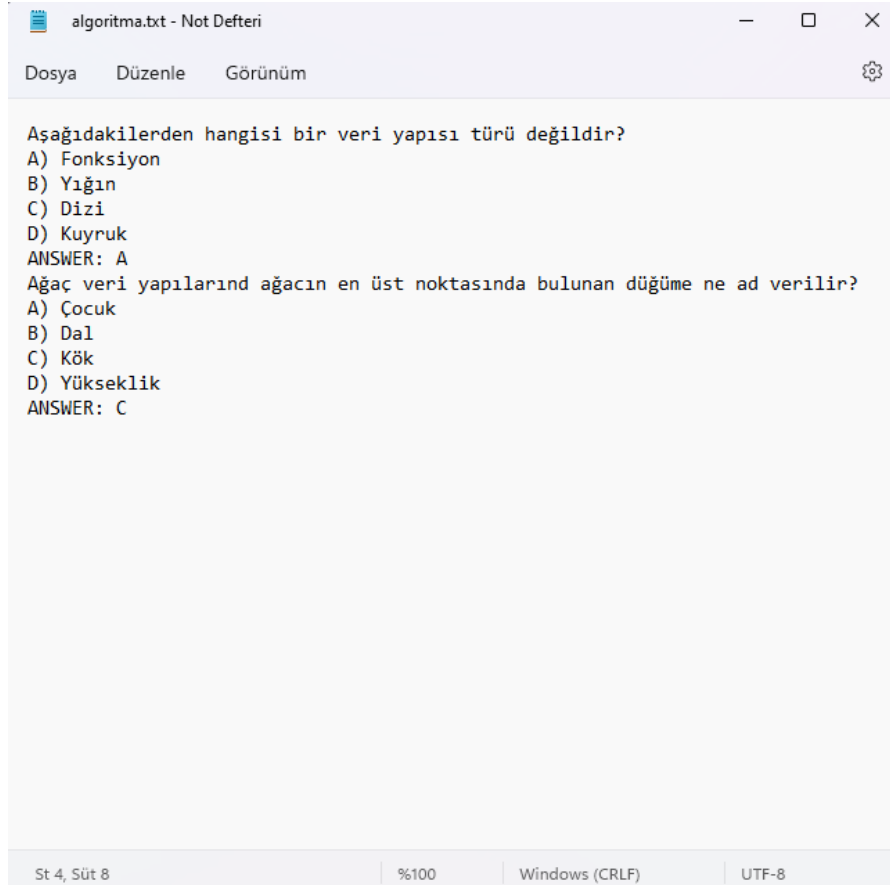 algoritma.txt - Not Defteri
Dosya Düzenle Görünüm
Aşağıdakilerden hangisi bir veri yapısı türü değildir?
A) Fonksiyon
B) Yığın
C) Dizi
D) Kuyruk
ANSWER: A
Ağaç veri yapılarınd ağacın en üst noktasında bulunan düğüme ne ad verilir?
A) Çocuk
B) Dal
C) Kök
D) Yükseklik
ANSWER: C
St 4, Süt 8 %100 Windows (CRLF) UTF-8